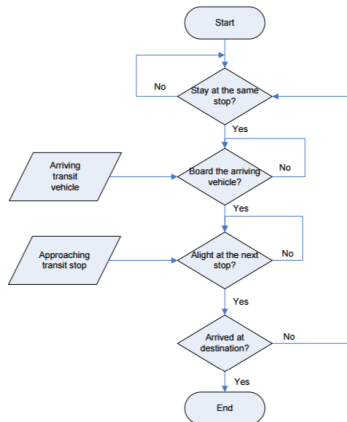 Start
No
Stay at the same
stop?
Yes
Arriving
transit
vehicle
Board the arriving
vehicle?
No
Yes
Approaching
transit stop
Alight at the next
stop?
No
Yes
Arrived at
destination?
No
Yes
End